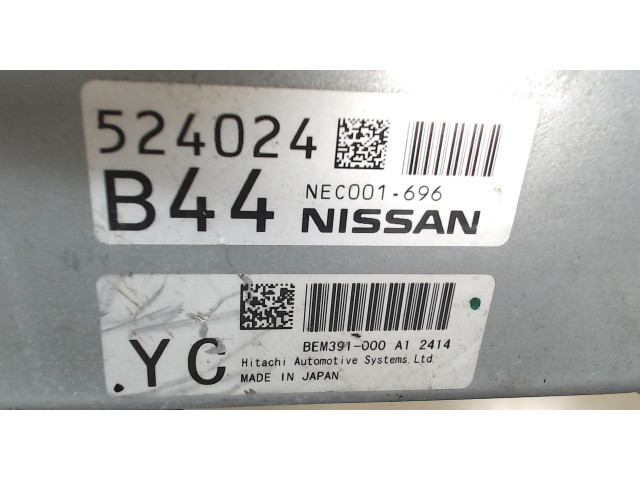 524024
B44 NEC001-696
NISSAN
BEM391-000 A1 2414
YC Hitachi Automotive Systems.Ltd.
MADE IN JAPAN